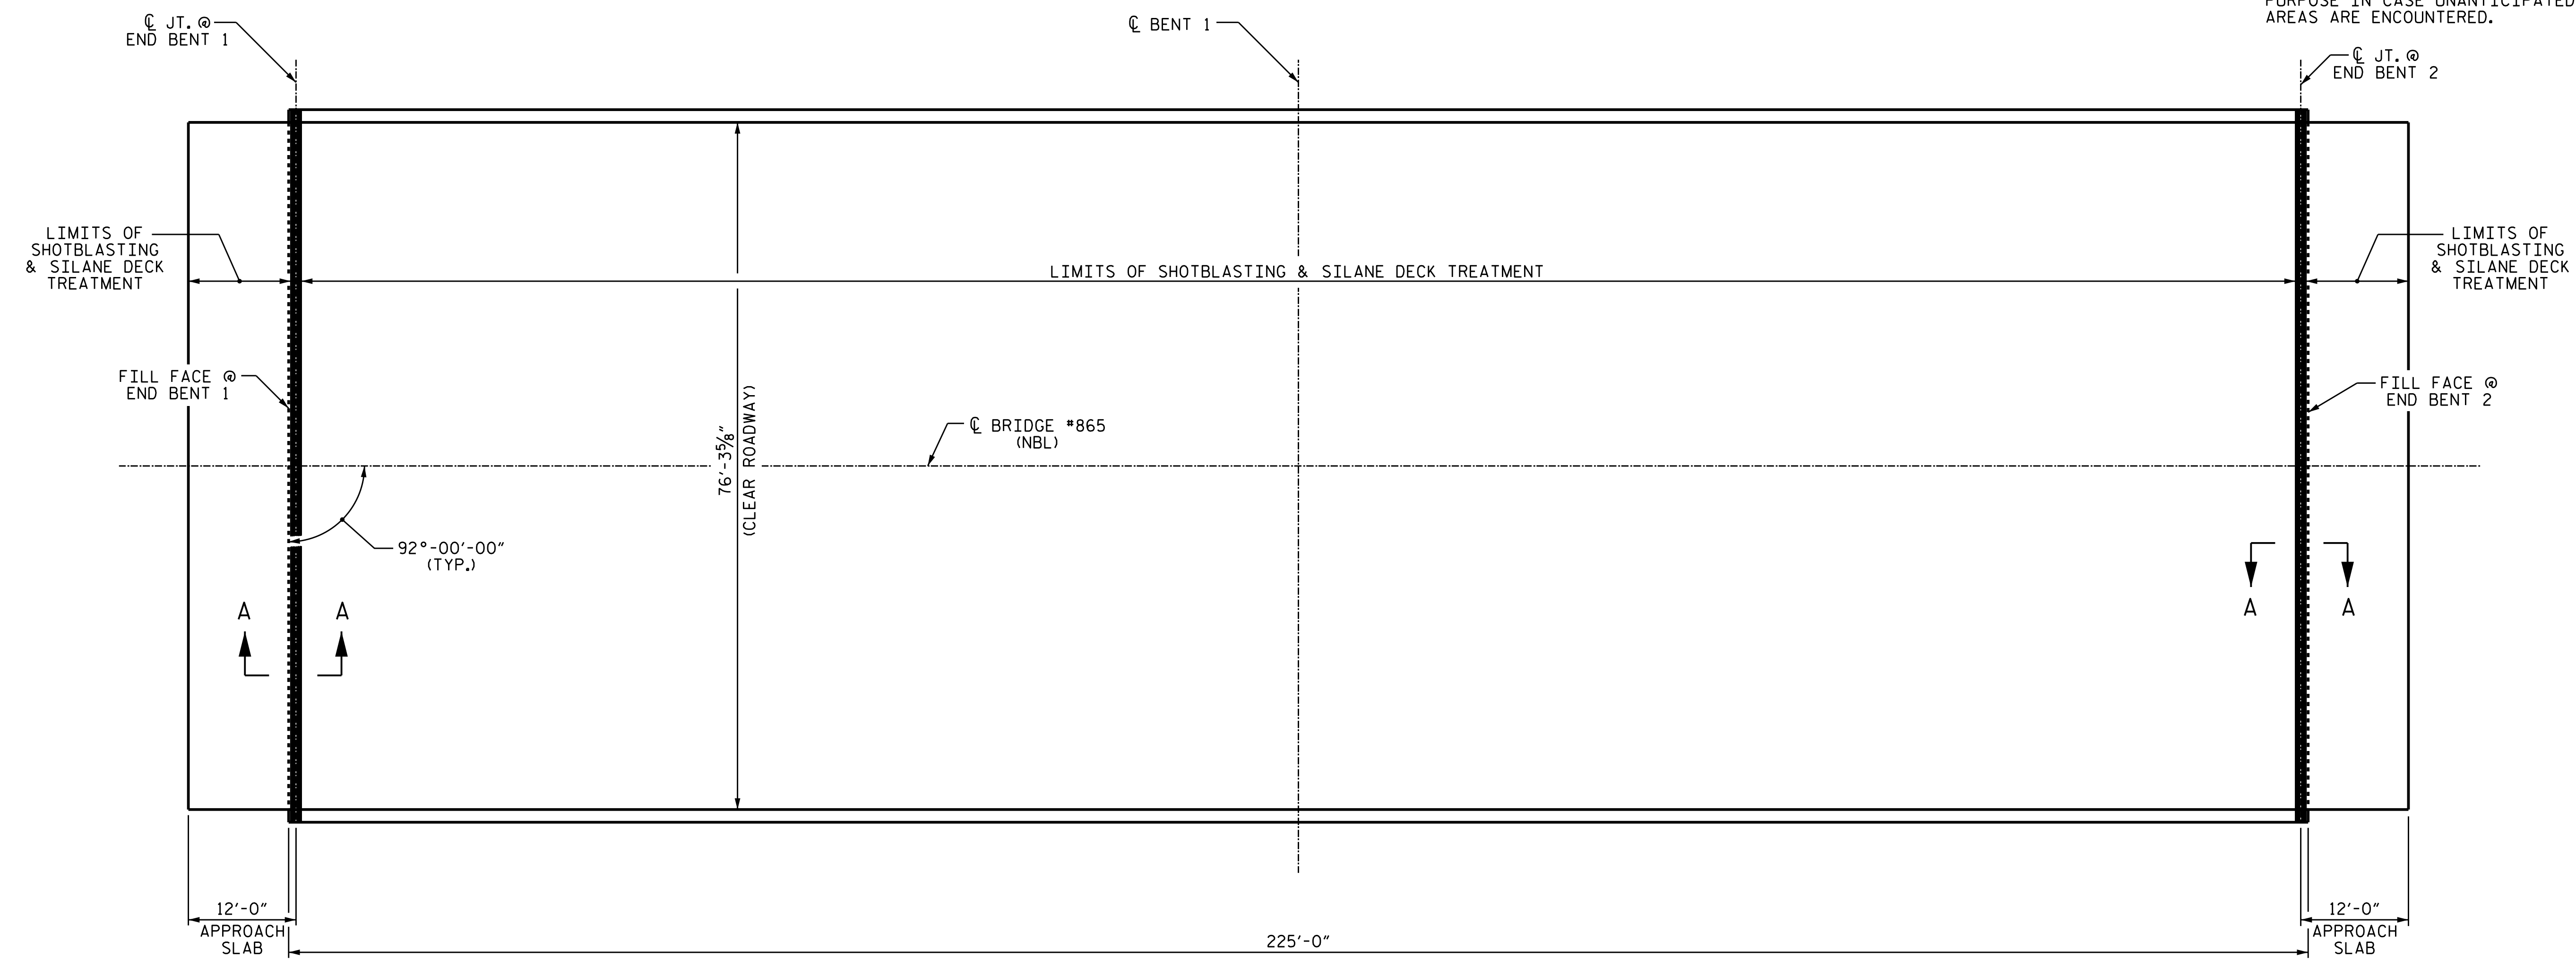 PURPOSE IN CASE UNANTICIPATED
AREAS ARE ENCOUNTERED.
℄ JT. @
END BENT 1
℄ BENT 1
℄ JT. @
END BENT 2
LIMITS OF
SHOTBLASTING
& SILANE DECK
TREATMENT
LIMITS OF SHOTBLASTING & SILANE DECK TREATMENT
LIMITS OF
SHOTBLASTING
& SILANE DECK
TREATMENT
FILL FACE @
END BENT 1
76'-3⅝"
(CLEAR ROADWAY)
℄ BRIDGE #865
(NBL)
FILL FACE @
END BENT 2
92°-00'-00"
(TYP.)
A A
A A
12'-0"
APPROACH
SLAB
225'-0"
12'-0"
APPROACH
SLAB